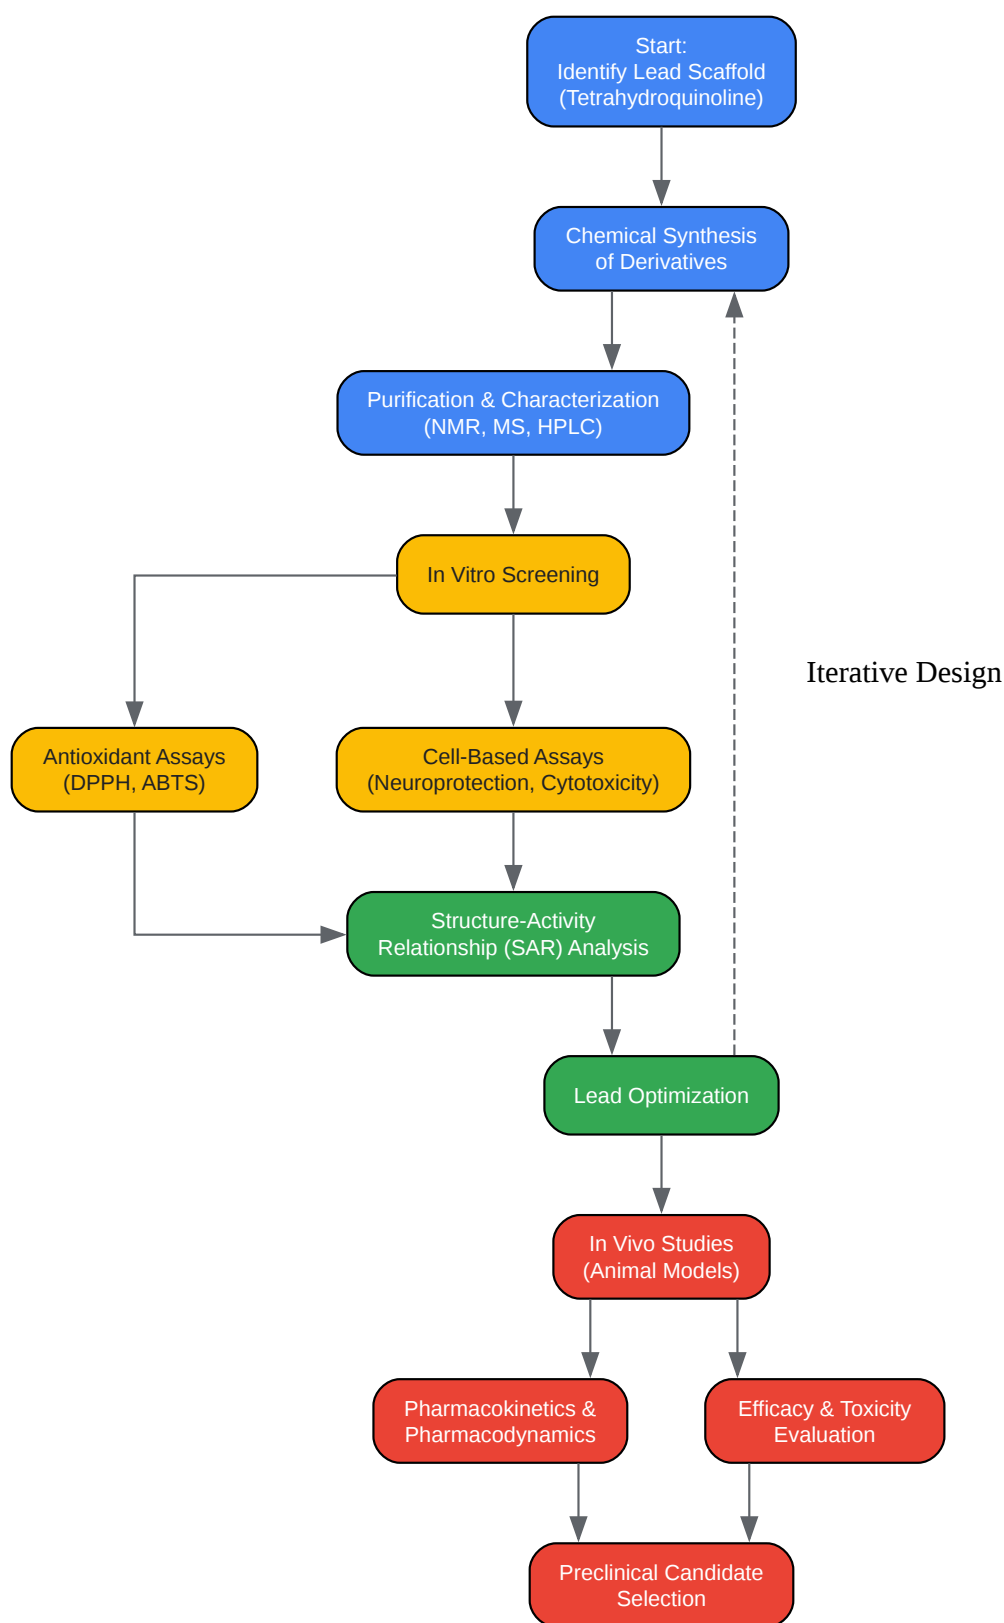 Start:
Identify Lead Scaffold
(Tetrahydroquinoline)
Chemical Synthesis
of Derivatives
Purification & Characterization
(NMR, MS, HPLC)
In Vitro Screening
Iterative Design
Antioxidant Assays
(DPPH, ABTS)
Cell-Based Assays
(Neuroprotection, Cytotoxicity)
Structure-Activity
Relationship (SAR) Analysis
Lead Optimization
In Vivo Studies
(Animal Models)
Pharmacokinetics &
Pharmacodynamics
Efficacy & Toxicity
Evaluation
Preclinical Candidate
Selection